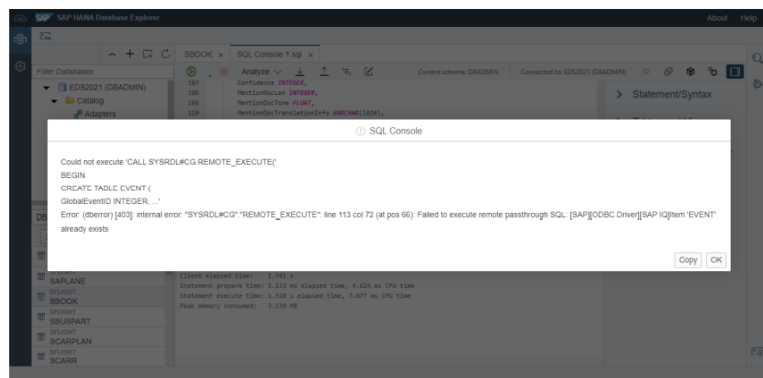 SAP HANA Database Explorer
About Help
Filter Databases
EDS2021 (DBADMIN)
Catalog
Adapters
SBOOK × SQL Console 1.sql ×
Analyze
Current schema: DBADMIN Connected to: EDS2021 (DBADMIN)
107 Confidence INTEGER,
108 MentionDocLen INTEGER,
109 MentionDocTone FLOAT,
110 MentionDocTranslationInfo VARCHAR(1024),
Statement/Syntax
SQL Console
Could not execute 'CALL SYSRDL#CG.REMOTE_EXECUTE('
BEGIN
CREATE TABLE EVENT (
GlobalEventID INTEGER, ...'
Error: (dberror) [403]: internal error: "SYSRDL#CG"."REMOTE_EXECUTE": line 113 col 72 (at pos 66): Failed to execute remote passthrough SQL: [SAP][ODBC Driver][SAP IQ]Item 'EVENT'
already exists
Copy OK
DB
Client elapsed time: 1.541 s
Statement prepare time: 5.133 ms elapsed time, 4.624 ms CPU time
Statement execute time: 1.528 s elapsed time, 7.077 ms CPU time
Peak memory consumed: 3.130 MB
SAPLANE
SFLIGHT
SBOOK
SFLIGHT
SBUSPART
SFLIGHT
SCARPLAN
SFLIGHT
SCARR